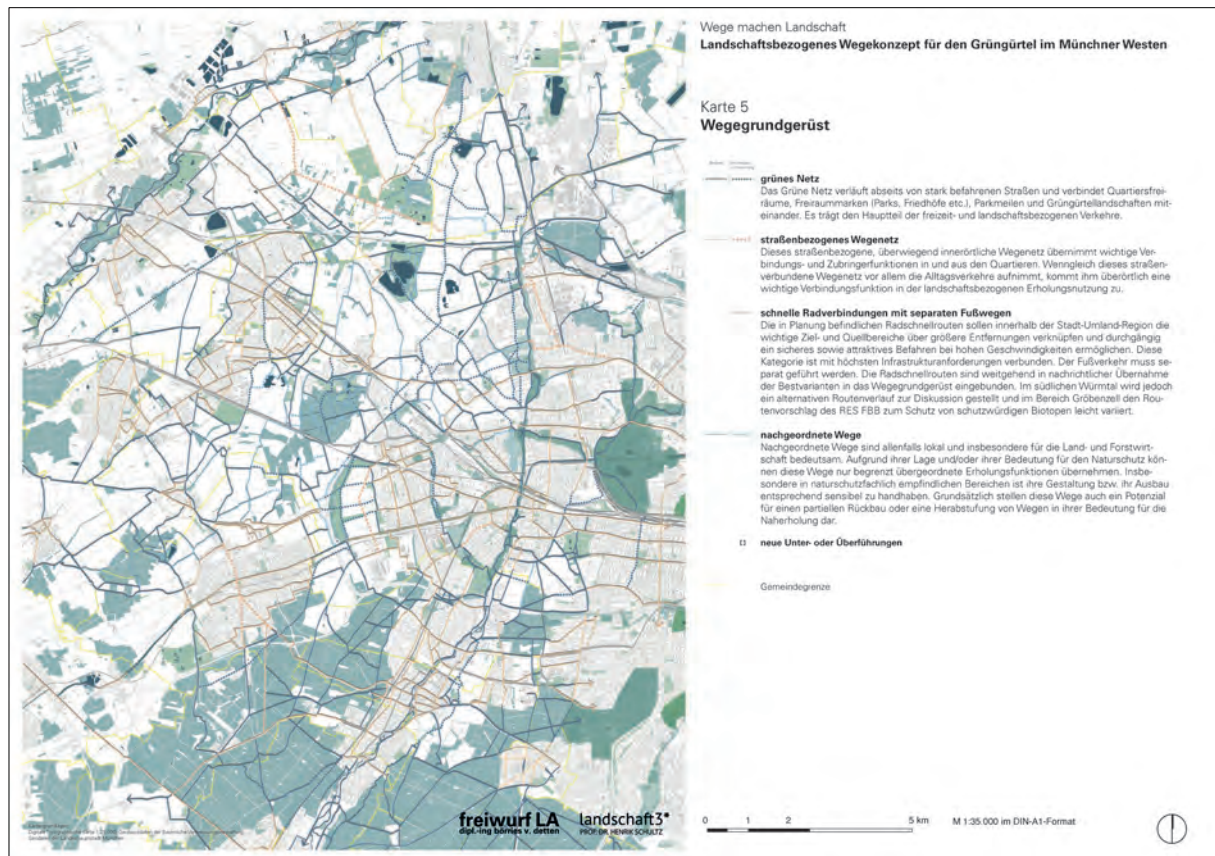 Wege machen Landschaft
Landschaftsbezogenes Wegekonzept für den Grüngürtel im Münchner Westen
Karte 5
Wegegrundgerüst
grünes Netz
Das Grüne Netz verläuft abseits von stark befahrenen Straßen und verbindet Quartiersfrei-
räume, Freiraummarken (Parks, Friedhöfe etc.), Parkmeilen und Grüngürtellandschaften mit-
einander. Es trägt den Hauptteil der freizeit- und landschaftsbezogenen Verkehre.
straßenbezogenes Wegenetz
Dieses straßenbezogene, überwiegend innerörtliche Wegenetz übernimmt wichtige Ver-
bindungs- und Zubringerfunktionen in und aus den Quartieren. Wenngleich dieses straßen-
verbundene Wegenetz vor allem die Alltagsverkehre aufnimmt, kommt ihm überörtlich eine
wichtige Verbindungsfunktion in der landschaftsbezogenen Erholungsnutzung zu.
schnelle Radverbindungen mit separaten Fußwegen
Die in Planung befindlichen Radschnellrouten sollen innerhalb der Stadt-Umland-Region die
wichtige Ziel- und Quellbereiche über größere Entfernungen verknüpfen und durchgängig
ein sicheres sowie attraktives Befahren bei hohen Geschwindigkeiten ermöglichen. Diese
Kategorie ist mit höchsten Infrastrukturanforderungen verbunden. Der Fußverkehr muss se-
parat geführt werden. Die Radschnellrouten sind weitgehend in nachrichtlicher Übernahme
der Bestvarianten in das Wegegrundgerüst eingebunden. Im südlichen Würmtal wird jedoch
ein alternativen Routenverlauf zur Diskussion gestellt und im Bereich Gröbenzell den Rou-
tenvorschlag des RES FBB zum Schutz von schutzwürdigen Biotopen leicht variiert.
nachgeordnete Wege
Nachgeordnete Wege sind allenfalls lokal und insbesondere für die Land- und Forstwirt-
schaft bedeutsam. Aufgrund ihrer Lage und/oder ihrer Bedeutung für den Naturschutz kön-
nen diese Wege nur begrenzt übergeordnete Erholungsfunktionen übernehmen. Insbe-
sondere in naturschutzfachlich empfindlichen Bereichen ist ihre Gestaltung bzw. ihr Ausbau
entsprechend sensibel zu handhaben. Grundsätzlich stellen diese Wege auch ein Potenzial
für einen partiellen Rückbau oder eine Herabstufung von Wegen in ihrer Bedeutung für die
Naherholung dar.
neue Unter- oder Überführungen
Gemeindegrenze
freiwurf LA
dipl.-ing börries v. detten
landschaft3*
PROF. DR. HENRIK SCHULTZ
0 1 2 5 km
M 1:35.000 im DIN-A1-Format